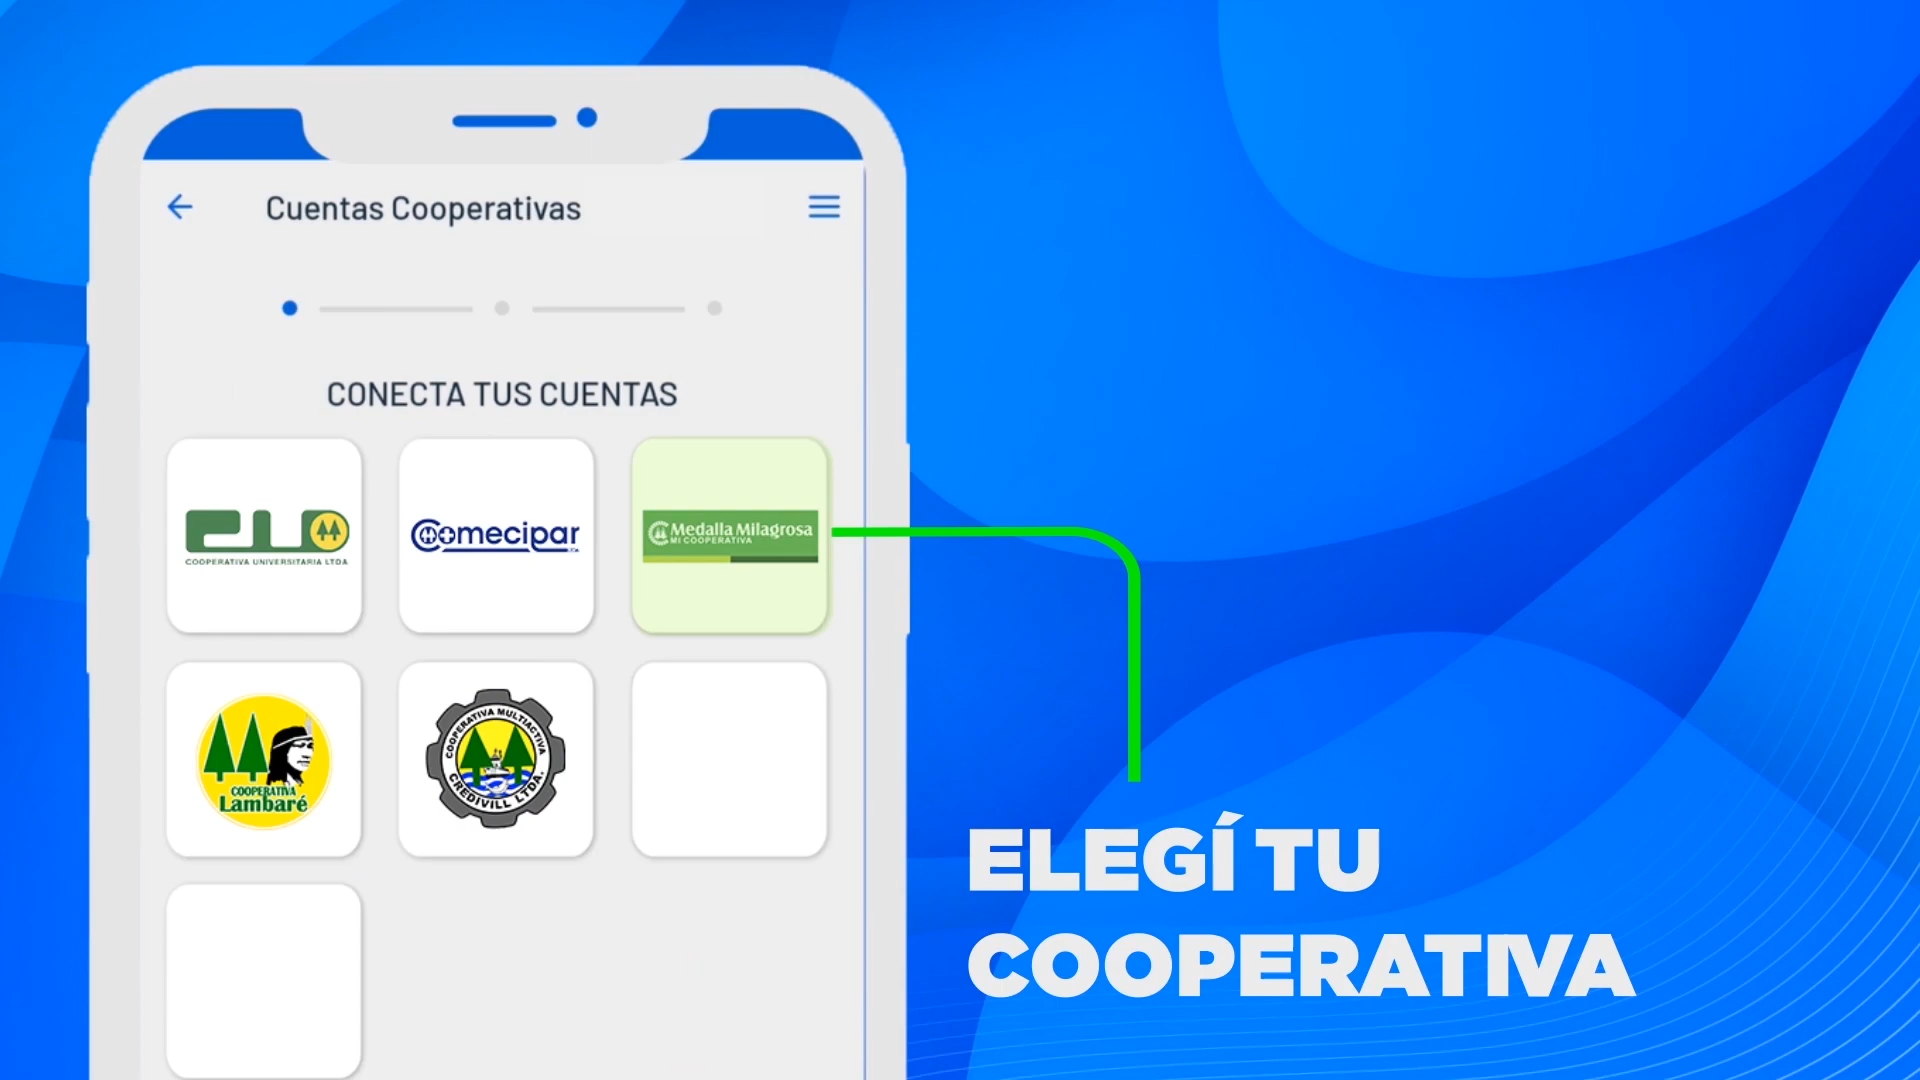 Cuentas Cooperativas
CONECTA TUS CUENTAS
COOPERATIVA UNIVERSITARIA LTDA
Comecipar
Medalla Milagrosa
MI COOPERATIVA
COOPERATIVA
Lambaré
COOPERATIVA MULTIACTIVA
CREDIVILL LTDA.
ELEGÍ TU
COOPERATIVA